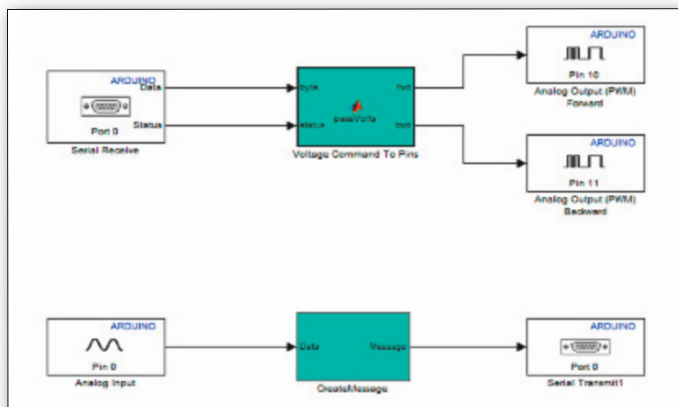 ARDUINO
Data
Port 0
Status
Serial Receive
byte
status
passVolts
fwd
bwd
Voltage Command To Pins
ARDUINO
Pin 10
Analog Output (PWM)
Forward
ARDUINO
Pin 11
Analog Output (PWM)
Backward
ARDUINO
Pin 0
Analog Input
Data
Message
CreateMessage
ARDUINO
Port 0
Serial Transmit1